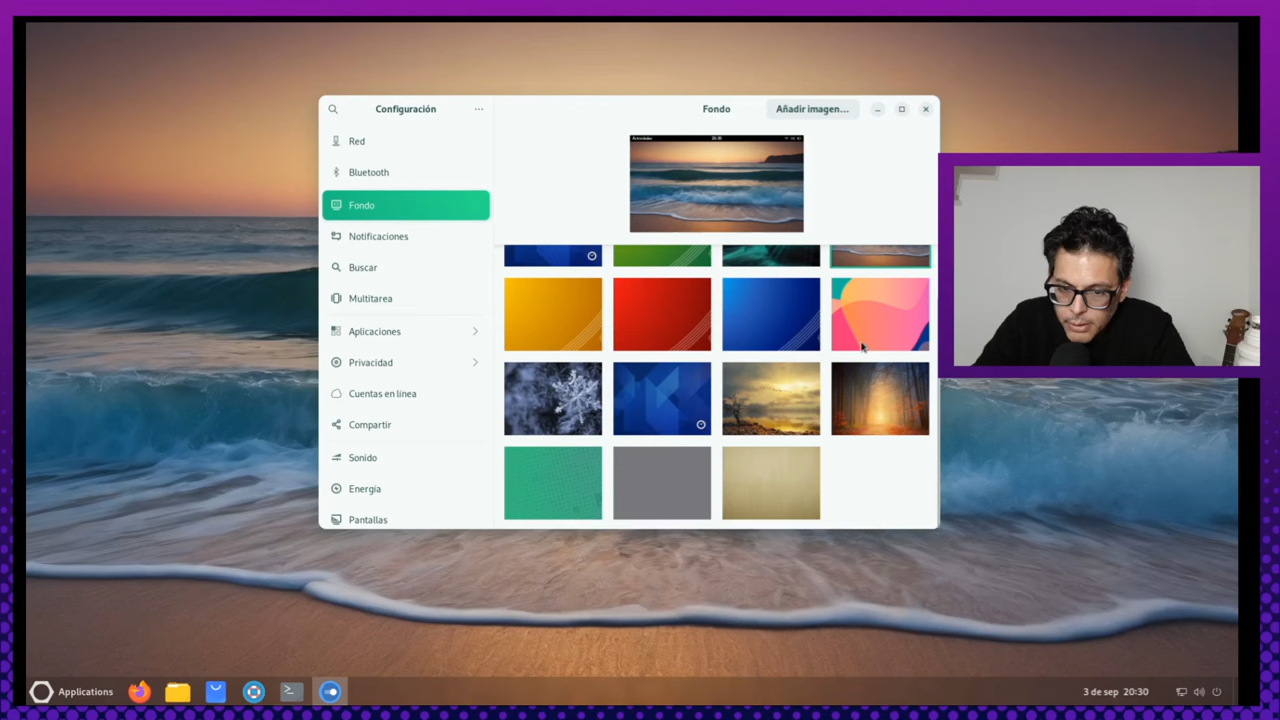 Configuración
Fondo
Añadir imagen...
Red
Bluetooth
Fondo
Notificaciones
Buscar
Multitarea
Aplicaciones
Privacidad
Cuentas en línea
Compartir
Sonido
Energía
Pantallas
Applications
3 de sep 20:30